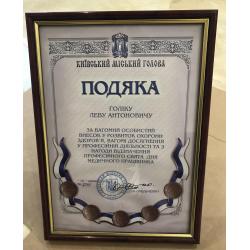 КИЇВСЬКИЙ МІСЬКИЙ ГОЛОВА
ПОДЯКА
ГОЛІКУ
ЛЕВУ АНТОНОВИЧУ
ЗА ВАГОМИЙ ОСОБИСТИЙ
ВНЕСОК У РОЗВИТОК ОХОРОНИ
ЗДОРОВ'Я, ВАГОМІ ДОСЯГНЕННЯ
У ПРОФЕСІЙНІЙ ДІЯЛЬНОСТІ ТА З
НАГОДИ ВІДЗНАЧЕННЯ
ПРОФЕСІЙНОГО СВЯТА ДНЯ
МЕДИЧНОГО ПРАЦІВНИКА